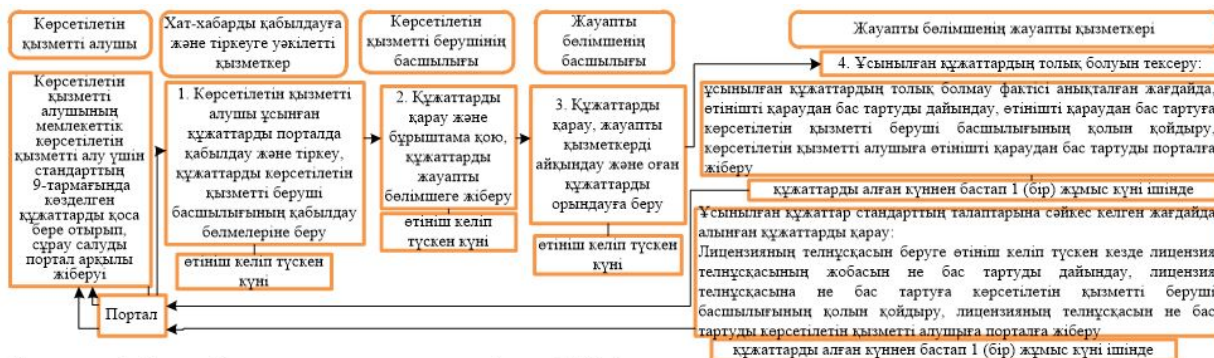 Көрсетілетін
қызметті алушы
Хат-хабарды қабылдауға
және тіркеуге уәкілетті
қызметкер
Көрсетілетін
қызметті берушінің
басшылығы
Жауапты
бөлімшенің
басшылығы
Жауапты бөлімшенің жауапты қызметкері
Көрсетілетін
қызметті
алушының
мемлекеттік
көрсетілетін
қызметті алу үшін
стандарттың
9-тармағында
көзделген
құжаттарды қоса
бере отырып,
сұрау салуды
портал арқылы
жіберуі
1. Көрсетілетін қызметті
алушы ұсынған
құжаттарды порталда
қабылдау және тіркеу,
құжаттарды көрсетілетін
қызметті беруші
басшылығының қабылдау
бөлмелеріне беру
өтініш келіп түскен
күні
2. Құжаттарды
қарау және
бұрыштама қою,
құжаттарды
жауапты
бөлімшеге жіберу
өтініш келіп
түскен күні
3. Құжаттарды
қарау, жауапты
қызметкерді
айқындау және оған
құжаттарды
орындауға беру
өтініш келіп түскен
күні
4. Ұсынылған құжаттардың толық болуын тексеру:
ұсынылған құжаттардың толық болмау фактісі анықталған жағдайда,
өтінішті қараудан бас тартуды дайындау, өтінішті қараудан бас тартуға
көрсетілетін қызметті беруші басшылығының қолын қойдыру,
көрсетілетін қызметті алушыға өтінішті қараудан бас тартуды порталға
жіберу
құжаттарды алған күннен бастап 1 (бір) жұмыс күні ішінде
Ұсынылған құжаттар стандарттың талаптарына сәйкес келген жағдайда
алынған құжаттарды қарау:
Лицензияның телнұсқасын беруге өтініш келіп түскен кезде лицензия
телнұсқасының жобасын не бас тартуды дайындау, лицензия
телнұсқасына не бас тартуға көрсетілетін қызметті беруші
басшылығының қолын қойдыру, лицензияның телнұсқасын не бас
тартуды көрсетілетін қызметті алушыға порталға жіберу
құжаттарды алған күннен бастап 1 (бір) жұмыс күні ішінде
Портал